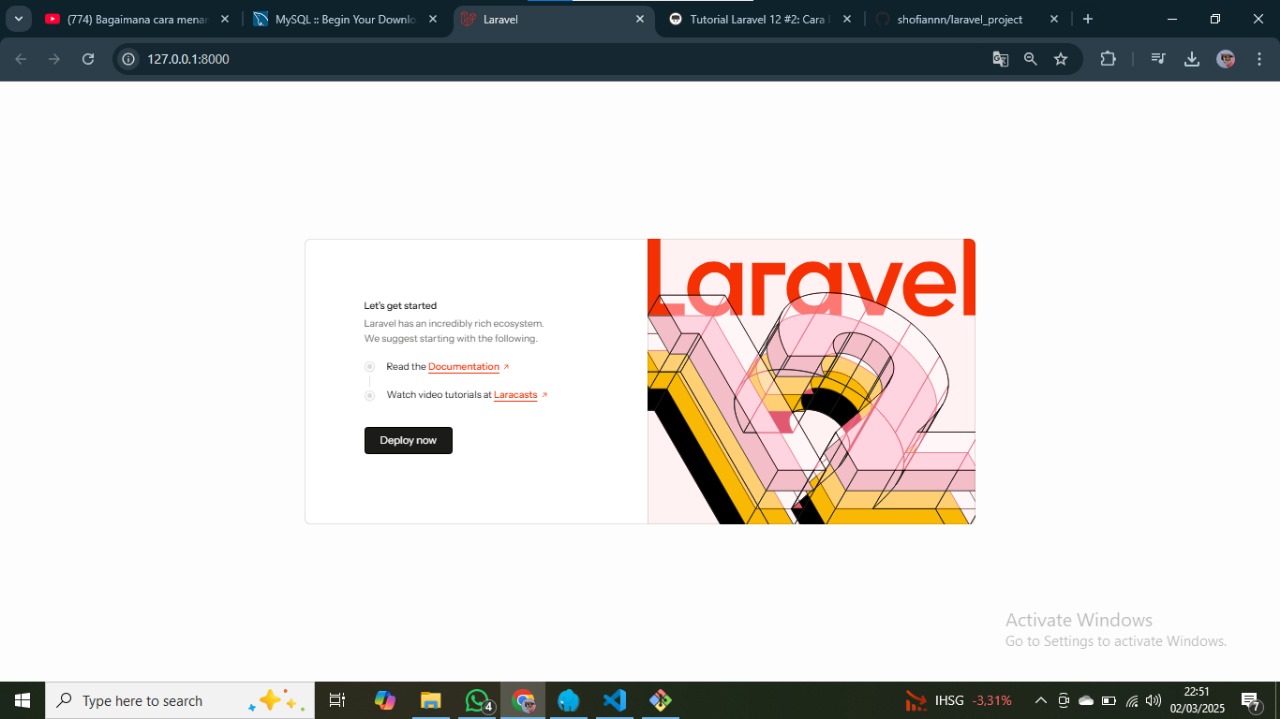 (774) Bagaimana cara menar
MySQL :: Begin Your Downlo
Laravel
Tutorial Laravel 12 #2: Cara
shofiannn/laravel_project
127.0.0.1:8000
Laravel
Let's get started
Laravel has an incredibly rich ecosystem.
We suggest starting with the following.
Read the Documentation
Watch video tutorials at Laracasts
Deploy now
Activate Windows
Go to Settings to activate Windows.
Type here to search
4
IHSG -3,31%
22:51
02/03/2025
7